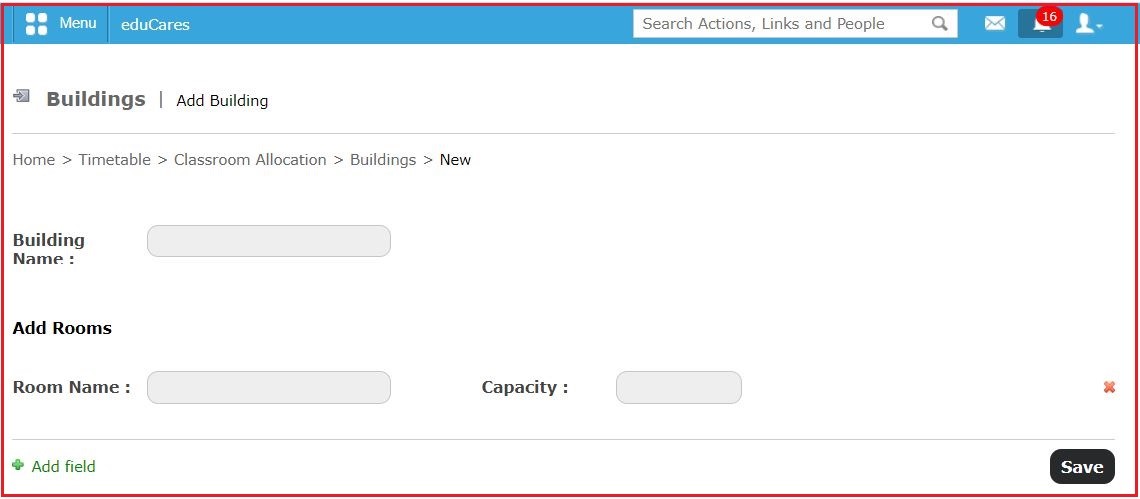 Menu eduCares Search Actions, Links and People 16
Buildings | Add Building
Home > Timetable > Classroom Allocation > Buildings > New
Building
Name :
Add Rooms
Room Name : Capacity :
Add field Save